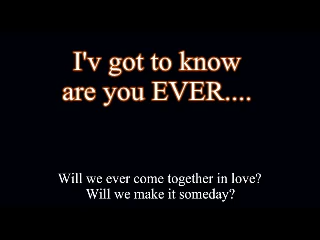 I'v got to know
are you EVER....
Will we ever come together in love?
Will we make it someday?